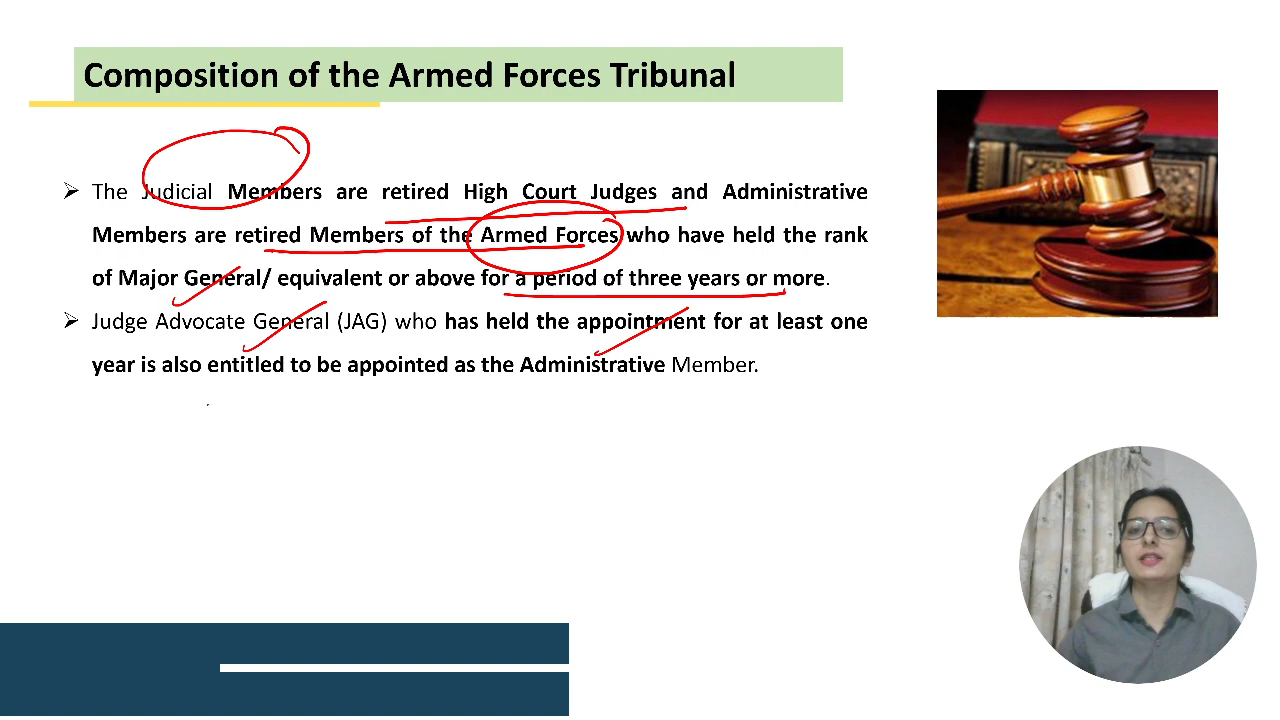 Composition of the Armed Forces Tribunal
➢ The Judicial Members are retired High Court Judges and Administrative
Members are retired Members of the Armed Forces who have held the rank
of Major General/ equivalent or above for a period of three years or more.
➢ Judge Advocate General (JAG) who has held the appointment for at least one
year is also entitled to be appointed as the Administrative Member.